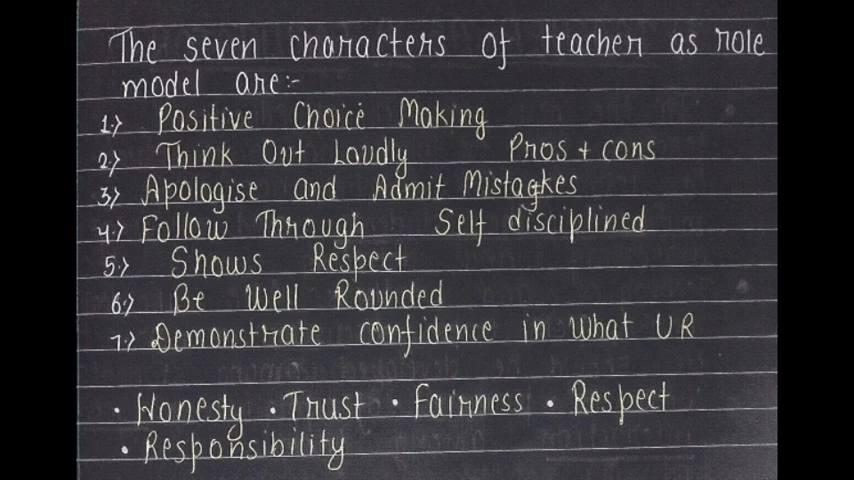 The seven characters of teacher as role
model are:-
1.) Positive Choice Making
2.) Think Out Loudly Pros + cons
3.) Apologise and Admit Mistakes
4.) Follow Through Self disciplined
5.) Shows Respect
6.) Be Well Rounded
7.) Demonstrate confidence in what UR
• Honesty • Trust • Fairness • Respect
• Responsibility